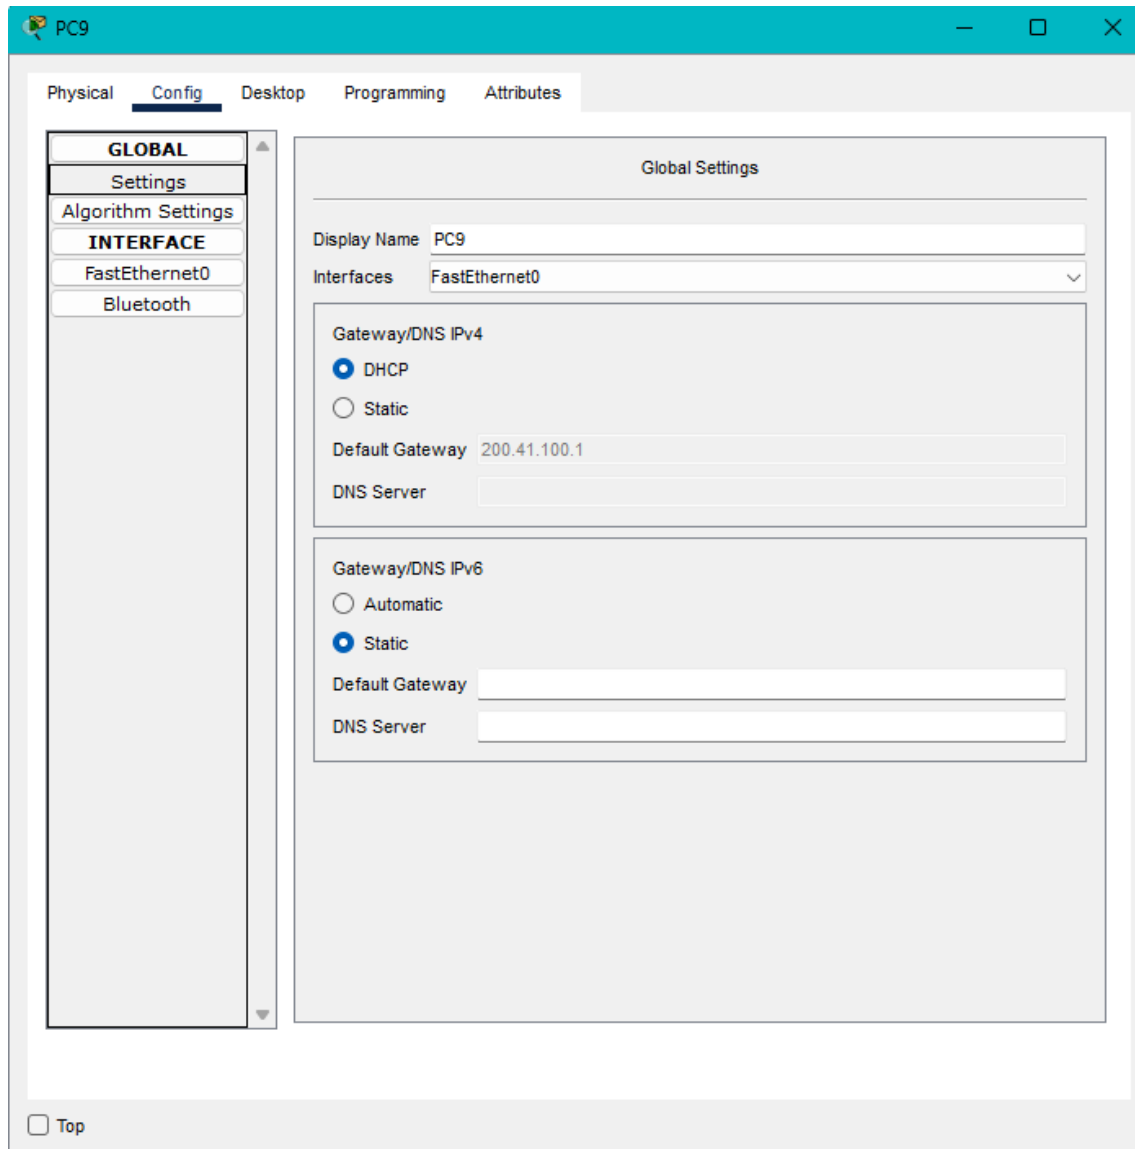 PC9
Physical Config Desktop Programming Attributes
GLOBAL
Settings
Algorithm Settings
INTERFACE
FastEthernet0
Bluetooth
Global Settings
Display Name PC9
Interfaces FastEthernet0
Gateway/DNS IPv4
DHCP
Static
Default Gateway 200.41.100.1
DNS Server
Gateway/DNS IPv6
Automatic
Static
Default Gateway
DNS Server
Top